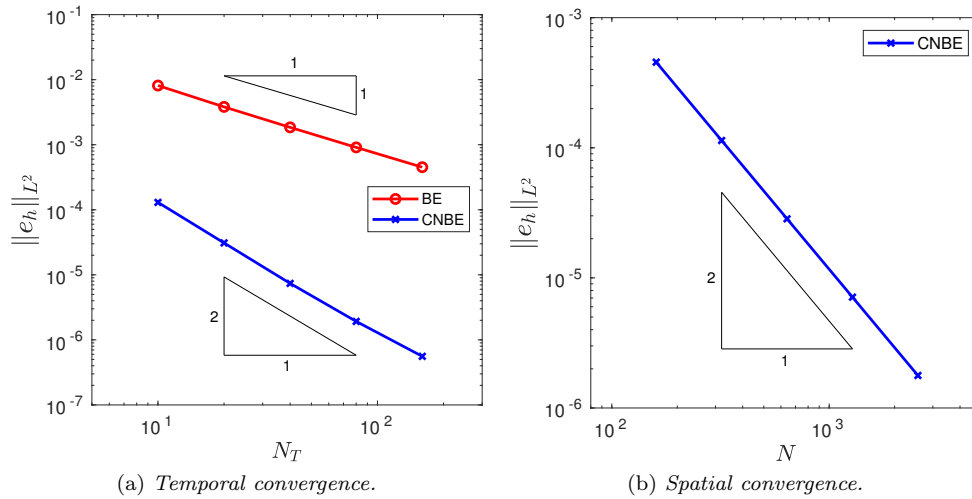 10^{-1}
10^{-2}
10^{-3}
10^{-4}
10^{-5}
10^{-6}
10^{-7}
||e_h||_{L^2}
1
1
BE
CNBE
2
1
10^1
10^2
N_T
(a) Temporal convergence.
10^{-3}
10^{-4}
10^{-5}
10^{-6}
||e_h||_{L^2}
CNBE
2
1
10^2
10^3
N
(b) Spatial convergence.